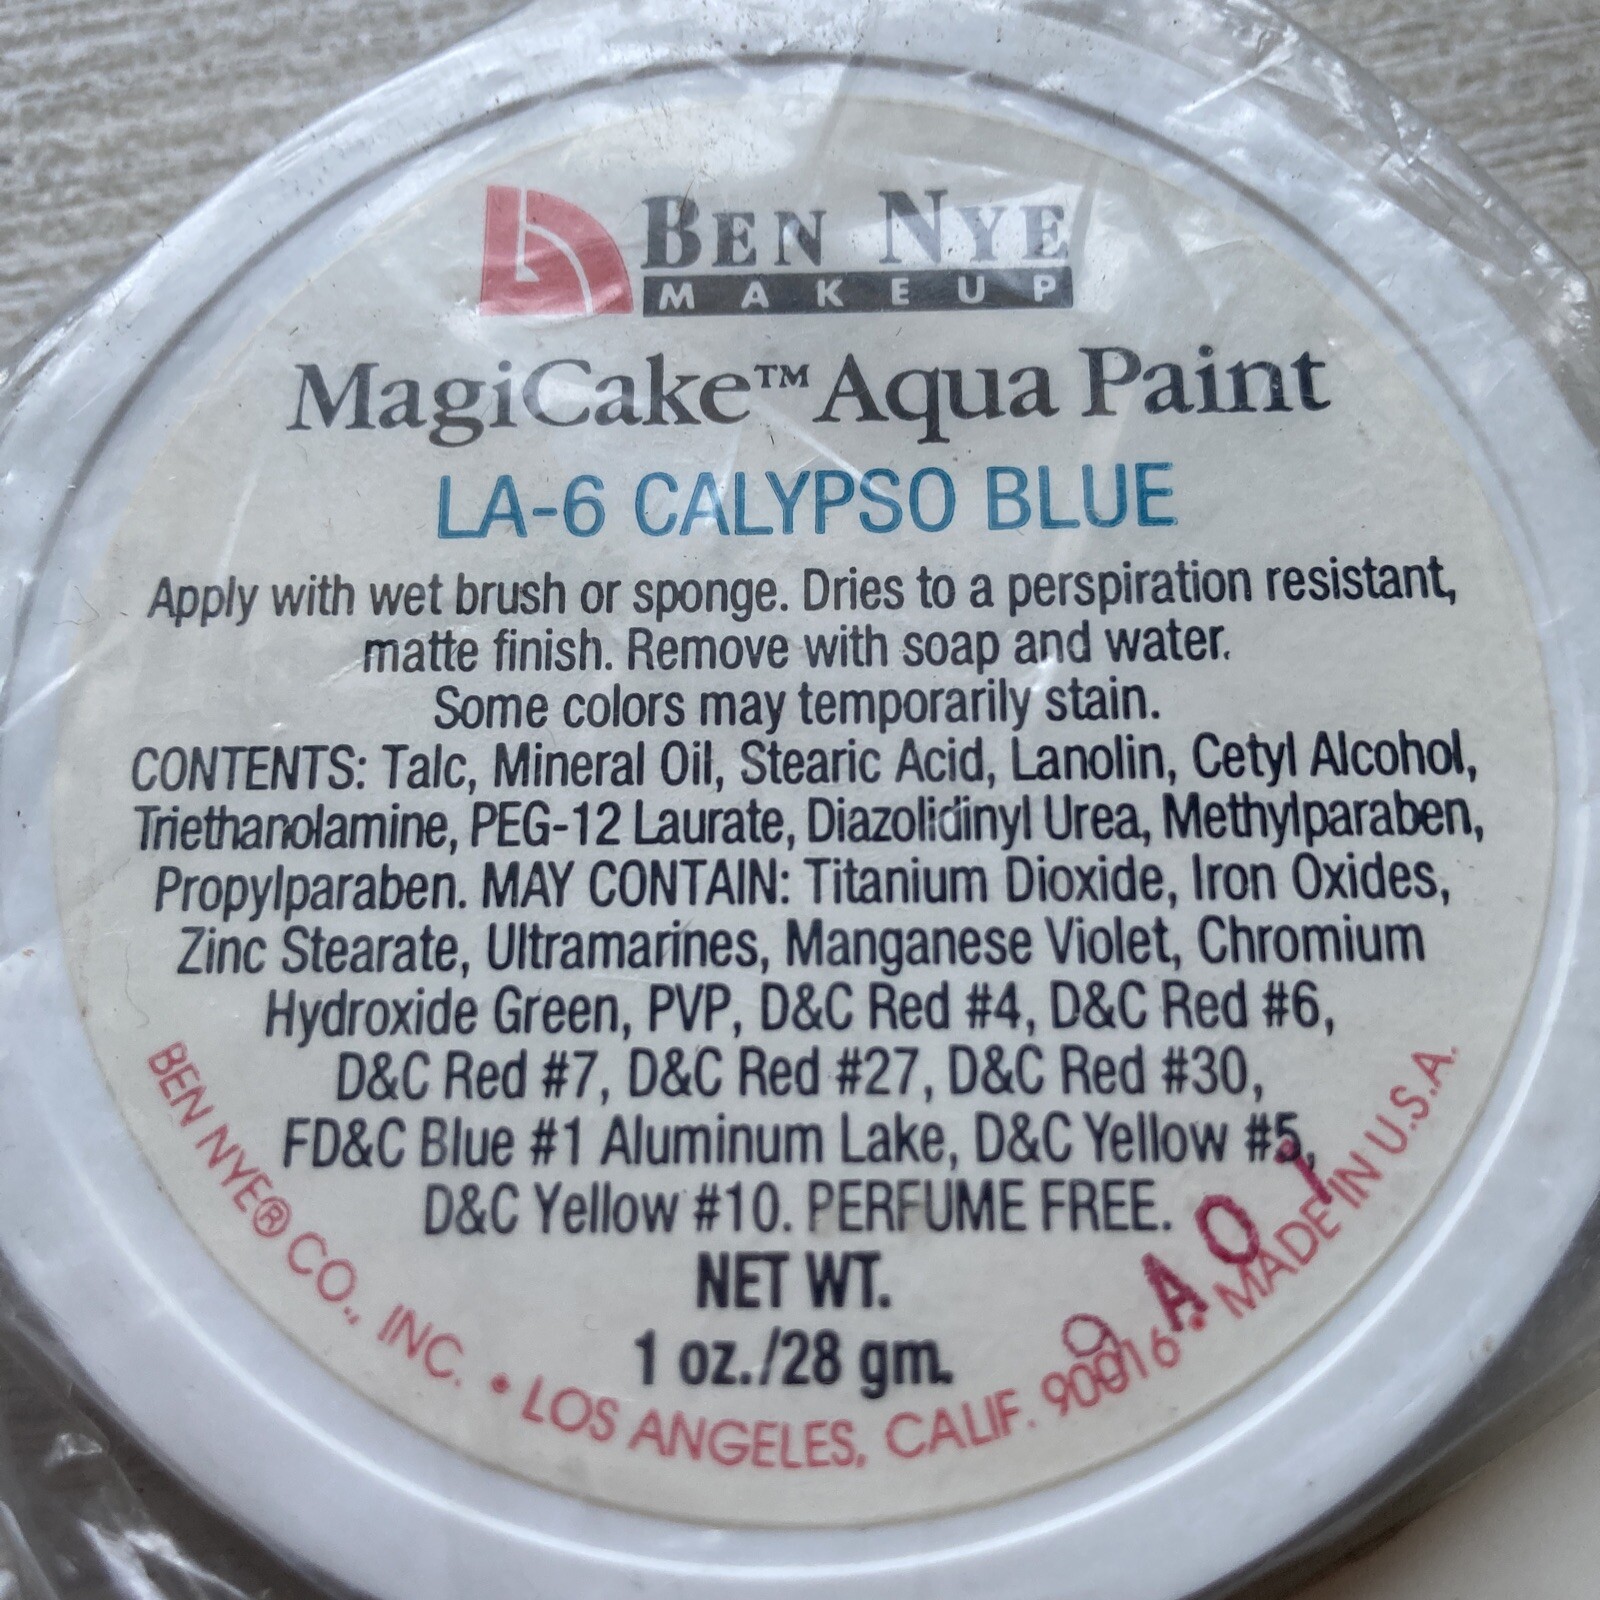 BEN NYE
MAKEUP
MagiCake™ Aqua Paint
LA-6 CALYPSO BLUE
Apply with wet brush or sponge. Dries to a perspiration resistant,
matte finish. Remove with soap and water.
Some colors may temporarily stain.
CONTENTS: Talc, Mineral Oil, Stearic Acid, Lanolin, Cetyl Alcohol,
Triethanolamine, PEG-12 Laurate, Diazolidinyl Urea, Methylparaben,
Propylparaben. MAY CONTAIN: Titanium Dioxide, Iron Oxides,
Zinc Stearate, Ultramarines, Manganese Violet, Chromium
Hydroxide Green, PVP, D&C Red #4, D&C Red #6,
D&C Red #7, D&C Red #27, D&C Red #30,
FD&C Blue #1 Aluminum Lake, D&C Yellow #5,
D&C Yellow #10. PERFUME FREE.
NET WT.
1 oz./28 gm.
BEN NYE® CO., INC. • LOS ANGELES, CALIF. 90016 • MADE IN U.S.A.